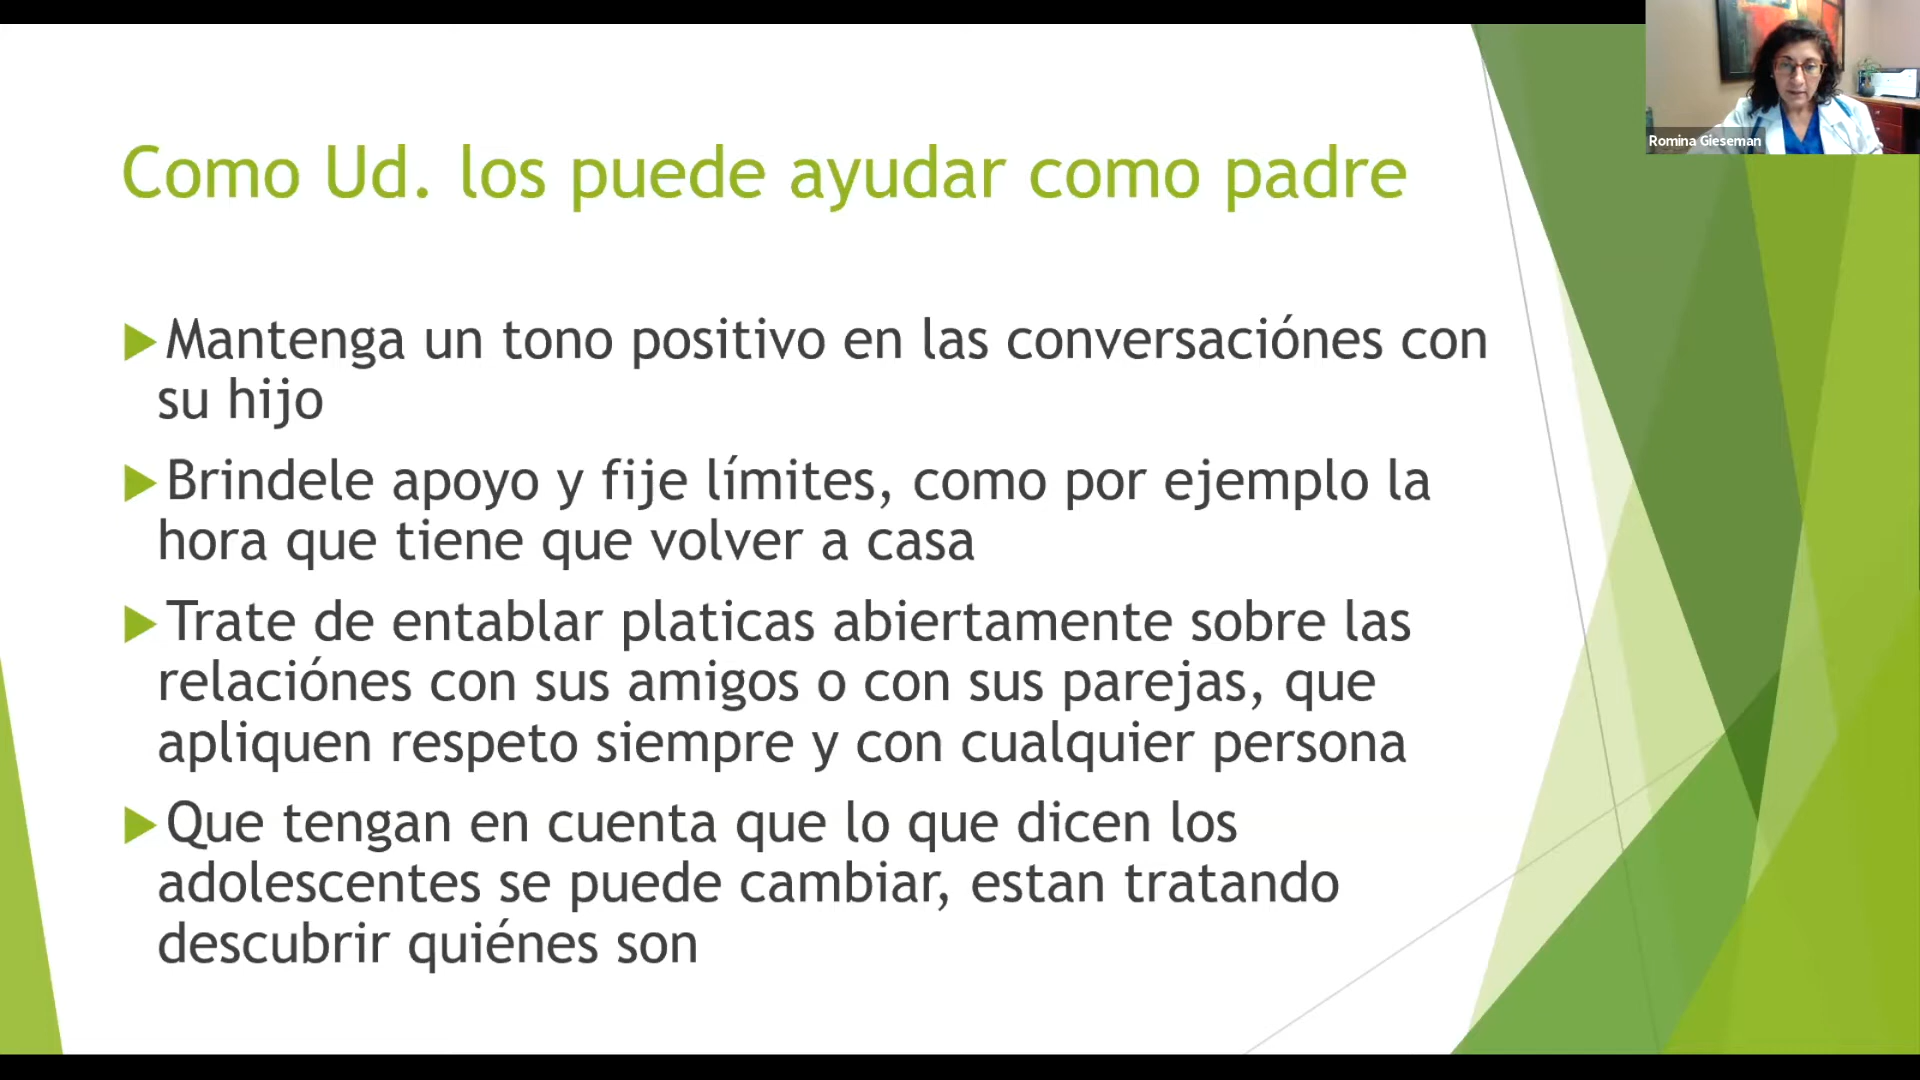 Romina Gieseman
Como Ud. los puede ayudar como padre
Mantenga un tono positivo en las conversaciónes con
su hijo
Brindele apoyo y fije límites, como por ejemplo la
hora que tiene que volver a casa
Trate de entablar platicas abiertamente sobre las
relaciónes con sus amigos o con sus parejas, que
apliquen respeto siempre y con cualquier persona
Que tengan en cuenta que lo que dicen los
adolescentes se puede cambiar, estan tratando
descubrir quiénes son